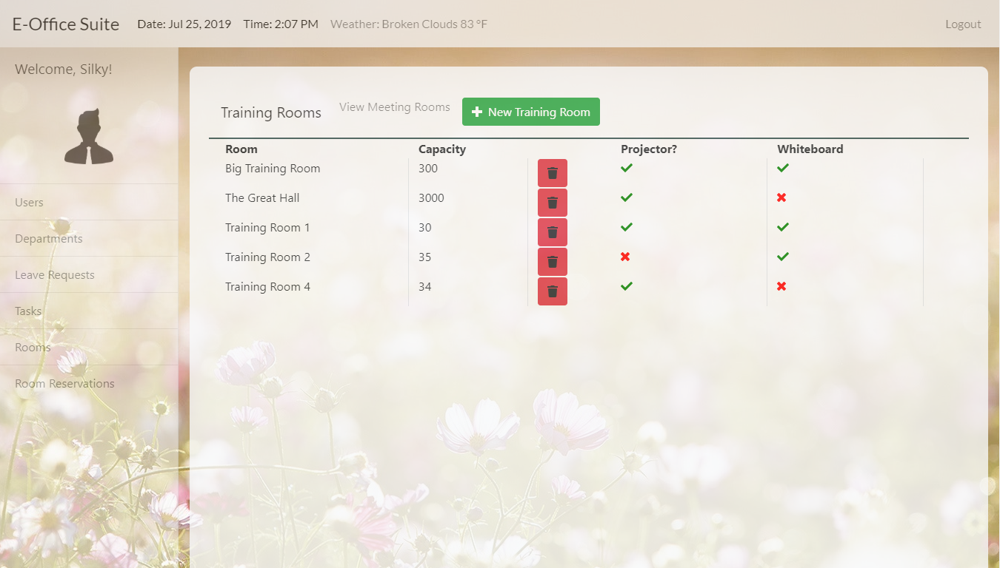 E-Office Suite Date: Jul 25, 2019 Time: 2:07 PM Weather: Broken Clouds 83 °F Logout
Welcome, Silky!
Users
Departments
Leave Requests
Tasks
Rooms
Room Reservations
Training Rooms View Meeting Rooms New Training Room
Room Capacity Projector? Whiteboard
Big Training Room 300
The Great Hall 3000
Training Room 1 30
Training Room 2 35
Training Room 4 34